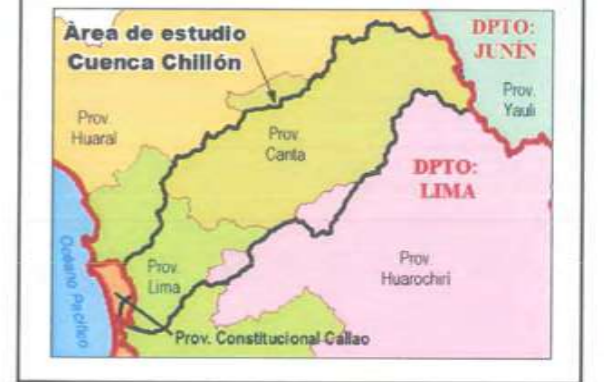 Àrea de estudio
Cuenca Chillón
DPTO:
JUNÍN
Prov.
Yauli
Prov.
Huaral
Prov.
Canta
DPTO:
LIMA
Océano Pacífico
Prov.
Lima
Prov.
Huarochirí
Prov. Constitucional Callao